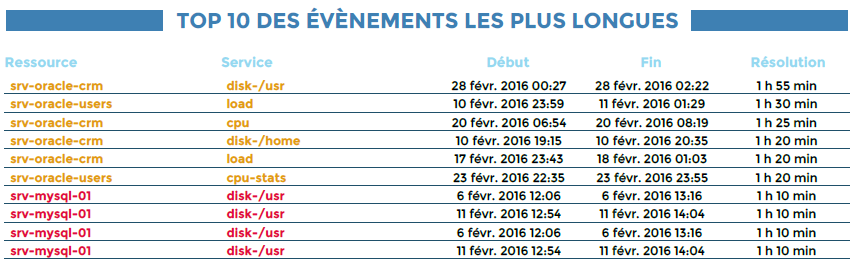 TOP 10 DES ÉVÈNEMENTS LES PLUS LONGUES
Ressource Service Début Fin Résolution
srv-oracle-crm disk-/usr 28 févr. 2016 00:27 28 févr. 2016 02:22 1 h 55 min
srv-oracle-users load 10 févr. 2016 23:59 11 févr. 2016 01:29 1 h 30 min
srv-oracle-crm cpu 20 févr. 2016 06:54 20 févr. 2016 08:19 1 h 25 min
srv-oracle-crm disk-/home 10 févr. 2016 19:15 10 févr. 2016 20:35 1 h 20 min
srv-oracle-crm load 17 févr. 2016 23:43 18 févr. 2016 01:03 1 h 20 min
srv-oracle-users cpu-stats 23 févr. 2016 22:35 23 févr. 2016 23:55 1 h 20 min
srv-mysql-01 disk-/usr 6 févr. 2016 12:06 6 févr. 2016 13:16 1 h 10 min
srv-mysql-01 disk-/usr 11 févr. 2016 12:54 11 févr. 2016 14:04 1 h 10 min
srv-mysql-01 disk-/usr 6 févr. 2016 12:06 6 févr. 2016 13:16 1 h 10 min
srv-mysql-01 disk-/usr 11 févr. 2016 12:54 11 févr. 2016 14:04 1 h 10 min